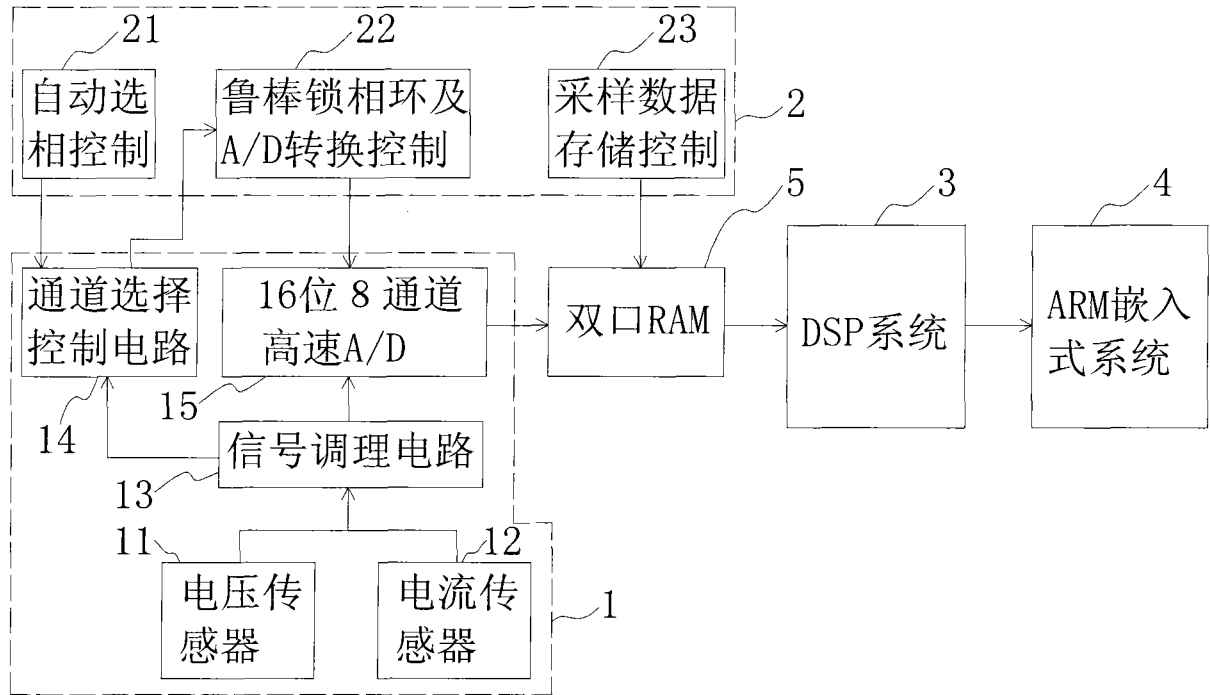 21
22
23
自动选
相控制
鲁棒锁相环及
A/D转换控制
采样数据
存储控制
2
5
3
4
通道选择
控制电路
16位8通道
高速A/D
双口RAM
DSP系统
ARM嵌入
式系统
14
15
信号调理电路
13
11
12
电压传
感器
电流传
感器
1